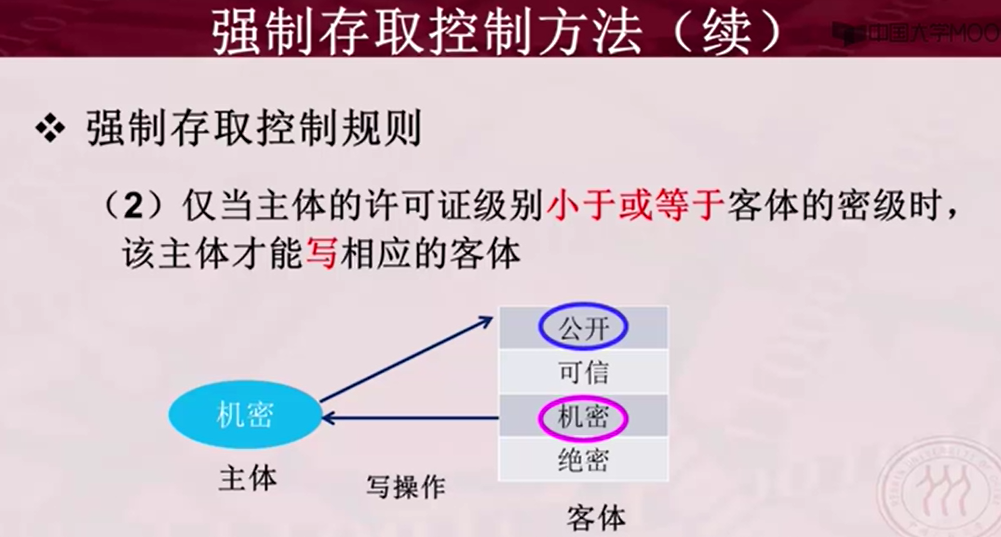 强制存取控制方法（续）
中国大学MOO
❖ 强制存取控制规则
（2）仅当主体的许可证级别小于或等于客体的密级时，
该主体才能写相应的客体
公开
可信
机密
机密
绝密
主体
写操作
客体